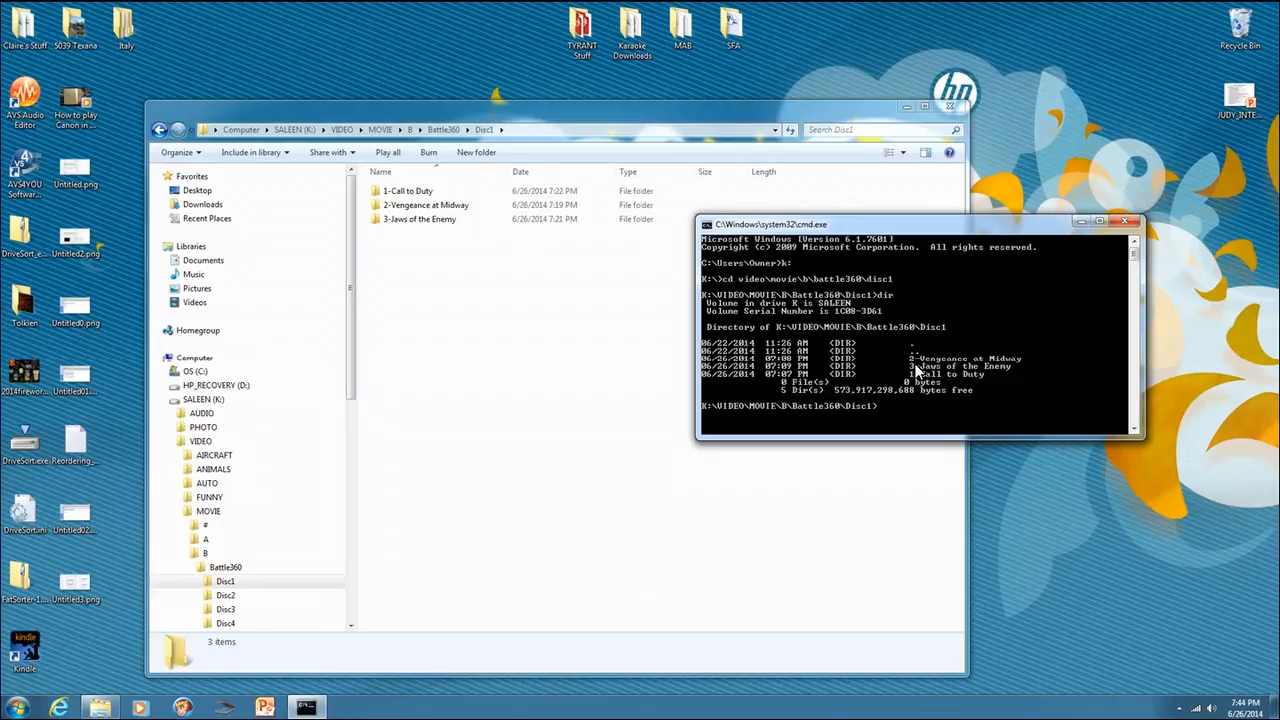 Claire's Stuff
5039 Texana
Italy
TYRANT Stuff
Karaoke Downloads
MAB
SFA
Recycle Bin
AVS Audio Editor
How to play Canon in ...
hp
JUDY_INTE...
AVS4YOU Softwar...
Untitled.png
DriveSort_e...
Untitled2.png
Tolkien
Untitled0.png
2014firewor...
Untitled01....
DriveSort.exe
Reordering_...
DriveSort.ini
Untitled02....
FatSorter-1....
Untitled3.png
kindle
Kindle
Computer SALEEN (K:) VIDEO MOVIE B Battle360 Disc1
Search Disc1
Organize Include in library Share with Play all Burn New folder
Name Date Type Size Length
1-Call to Duty 6/26/2014 7:22 PM File folder
2-Vengeance at Midway 6/26/2014 7:19 PM File folder
3-Jaws of the Enemy 6/26/2014 7:21 PM File folder
Favorites
Desktop
Downloads
Recent Places
Libraries
Documents
Music
Pictures
Videos
Homegroup
Computer
OS (C:)
HP_RECOVERY (D:)
SALEEN (K:)
AUDIO
PHOTO
VIDEO
AIRCRAFT
ANIMALS
AUTO
FUNNY
MOVIE
#
A
B
Battle360
Disc1
Disc2
Disc3
Disc4
3 items
C:\Windows\system32\cmd.exe
Microsoft Windows [Version 6.1.7601]
Copyright (c) 2009 Microsoft Corporation. All rights reserved.
C:\Users\Owner>k:
K:\>cd video\movie\b\battle360\disc1
K:\VIDEO\MOVIE\B\Battle360\Disc1>dir
Volume in drive K is SALEEN
Volume Serial Number is 1C08-3D61
Directory of K:\VIDEO\MOVIE\B\Battle360\Disc1
06/22/2014 11:26 AM <DIR> .
06/22/2014 11:26 AM <DIR> ..
06/26/2014 07:08 PM <DIR> 2-Vengeance at Midway
06/26/2014 07:09 PM <DIR> 3-Jaws of the Enemy
06/26/2014 07:07 PM <DIR> 1-Call to Duty
0 File(s) 0 bytes
5 Dir(s) 573,917,298,688 bytes free
K:\VIDEO\MOVIE\B\Battle360\Disc1>
7:44 PM
6/26/2014